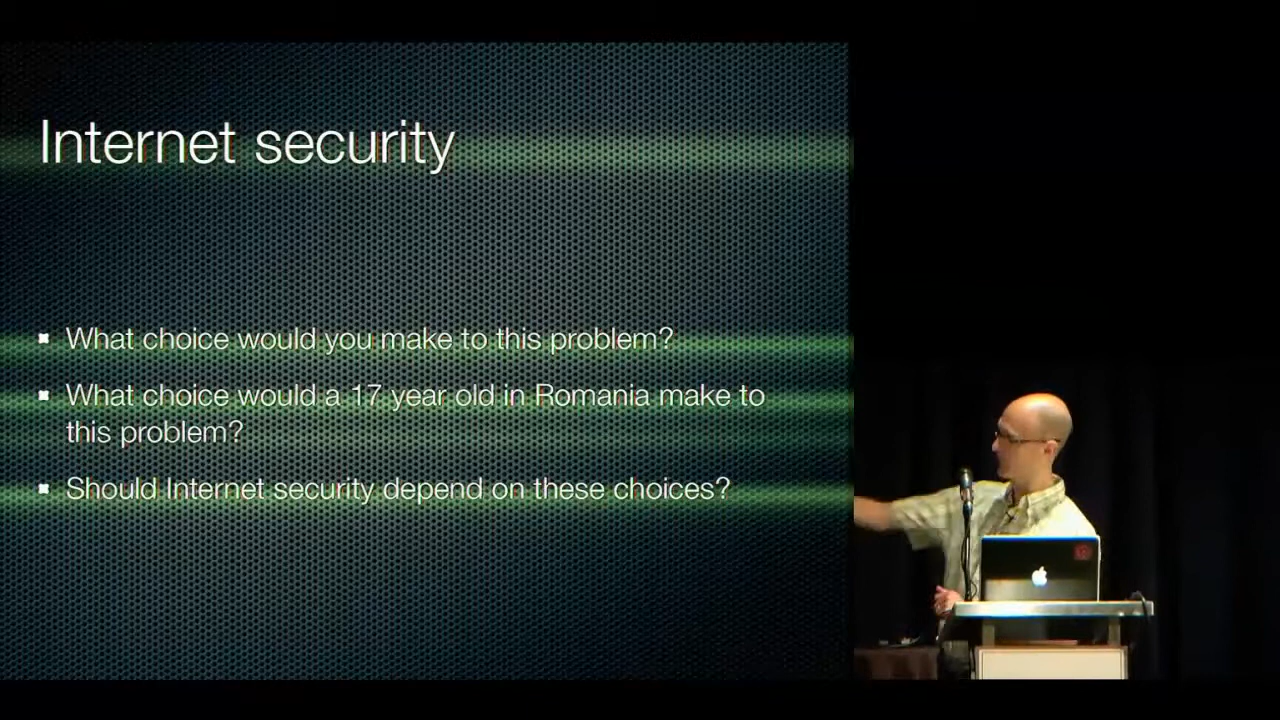 Internet security
What choice would you make to this problem?
What choice would a 17 year old in Romania make to
this problem?
Should Internet security depend on these choices?